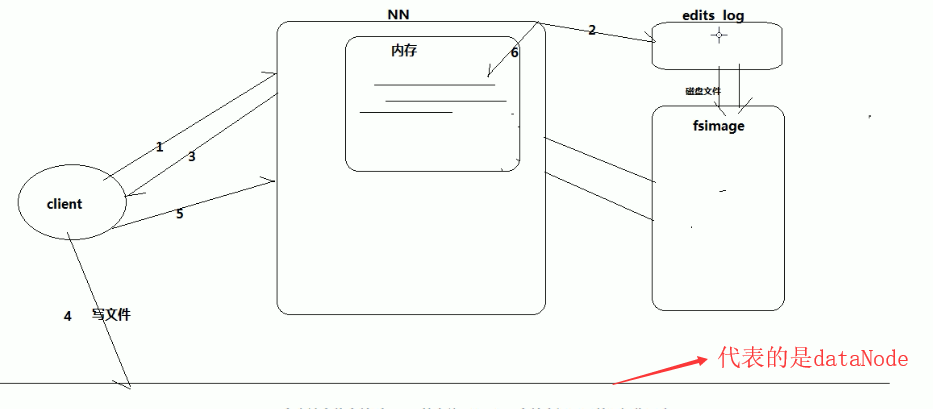 NN
edits_log
内存
6
2
磁盘文件
fsimage
1
3
client
5
4 写文件
代表的是dataNode